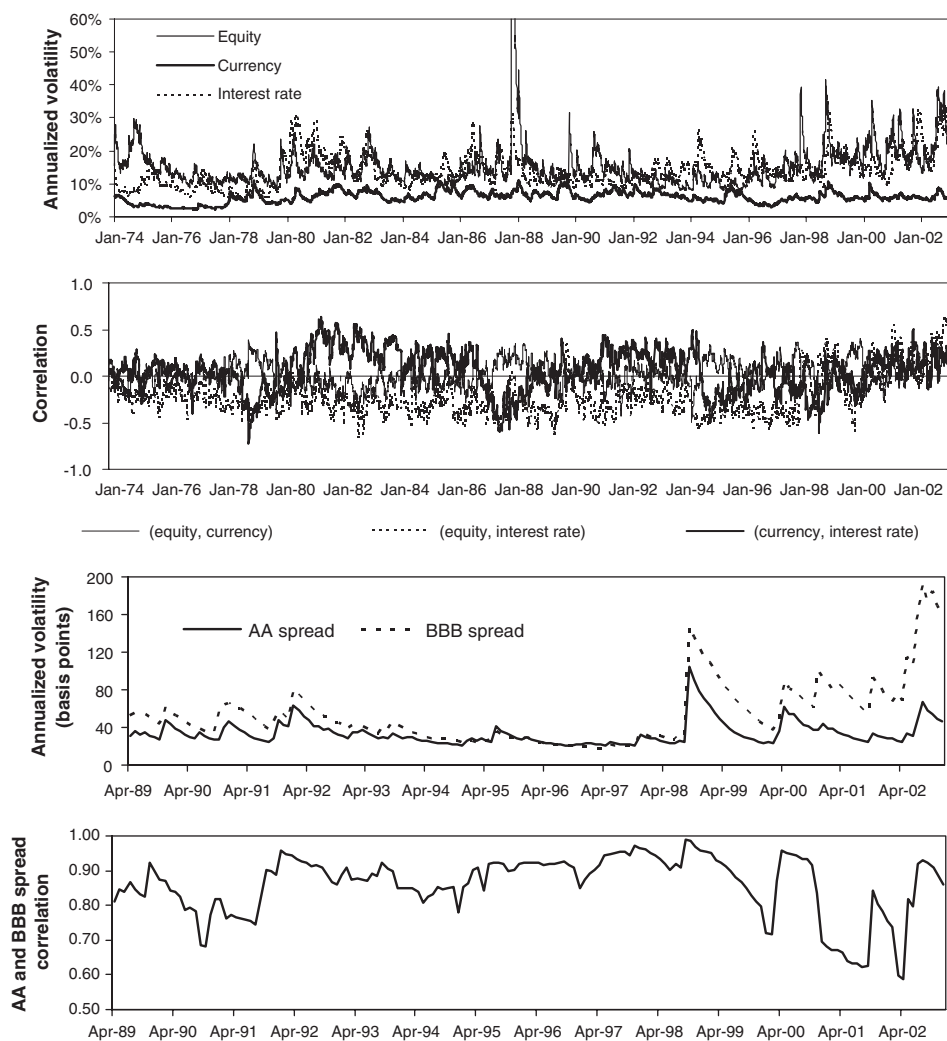 Annualized volatility
60%
50%
40%
30%
20%
10%
0%
Equity
Currency
Interest rate
Jan-74 Jan-76 Jan-78 Jan-80 Jan-82 Jan-84 Jan-86 Jan-88 Jan-90 Jan-92 Jan-94 Jan-96 Jan-98 Jan-00 Jan-02
Correlation
1.0
0.5
0.0
-0.5
-1.0
Jan-74 Jan-76 Jan-78 Jan-80 Jan-82 Jan-84 Jan-86 Jan-88 Jan-90 Jan-92 Jan-94 Jan-96 Jan-98 Jan-00 Jan-02
(equity, currency) (equity, interest rate) (currency, interest rate)
Annualized volatility
(basis points)
200
160
120
80
40
0
AA spread BBB spread
Apr-89 Apr-90 Apr-91 Apr-92 Apr-93 Apr-94 Apr-95 Apr-96 Apr-97 Apr-98 Apr-99 Apr-00 Apr-01 Apr-02
AA and BBB spread
correlation
1.00
0.90
0.80
0.70
0.60
0.50
Apr-89 Apr-90 Apr-91 Apr-92 Apr-93 Apr-94 Apr-95 Apr-96 Apr-97 Apr-98 Apr-99 Apr-00 Apr-01 Apr-02